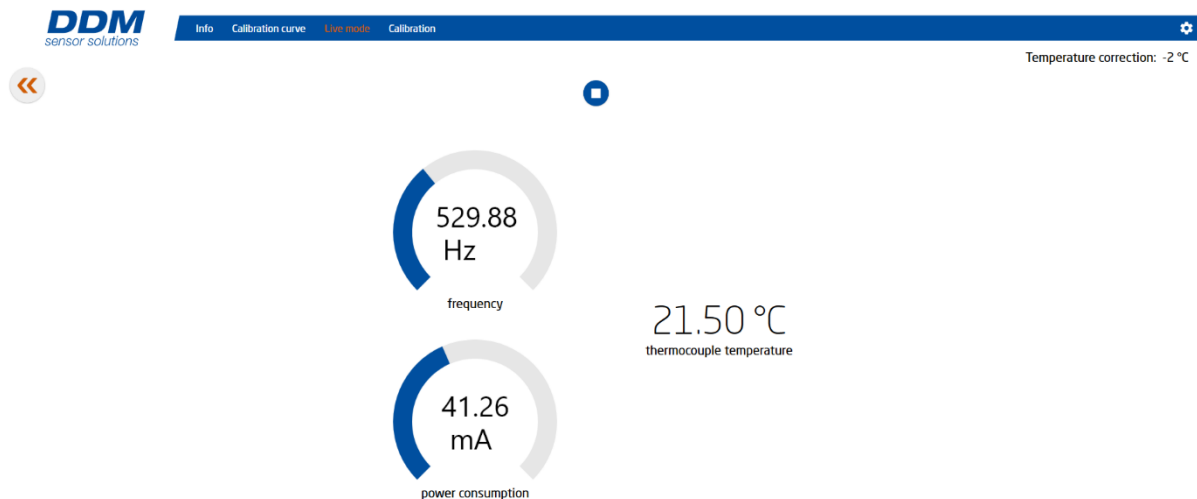 DDM
sensor solutions
Info Calibration curve Live mode Calibration
Temperature correction: -2 °C
529.88
Hz
frequency
21.50 °C
thermocouple temperature
41.26
mA
power consumption